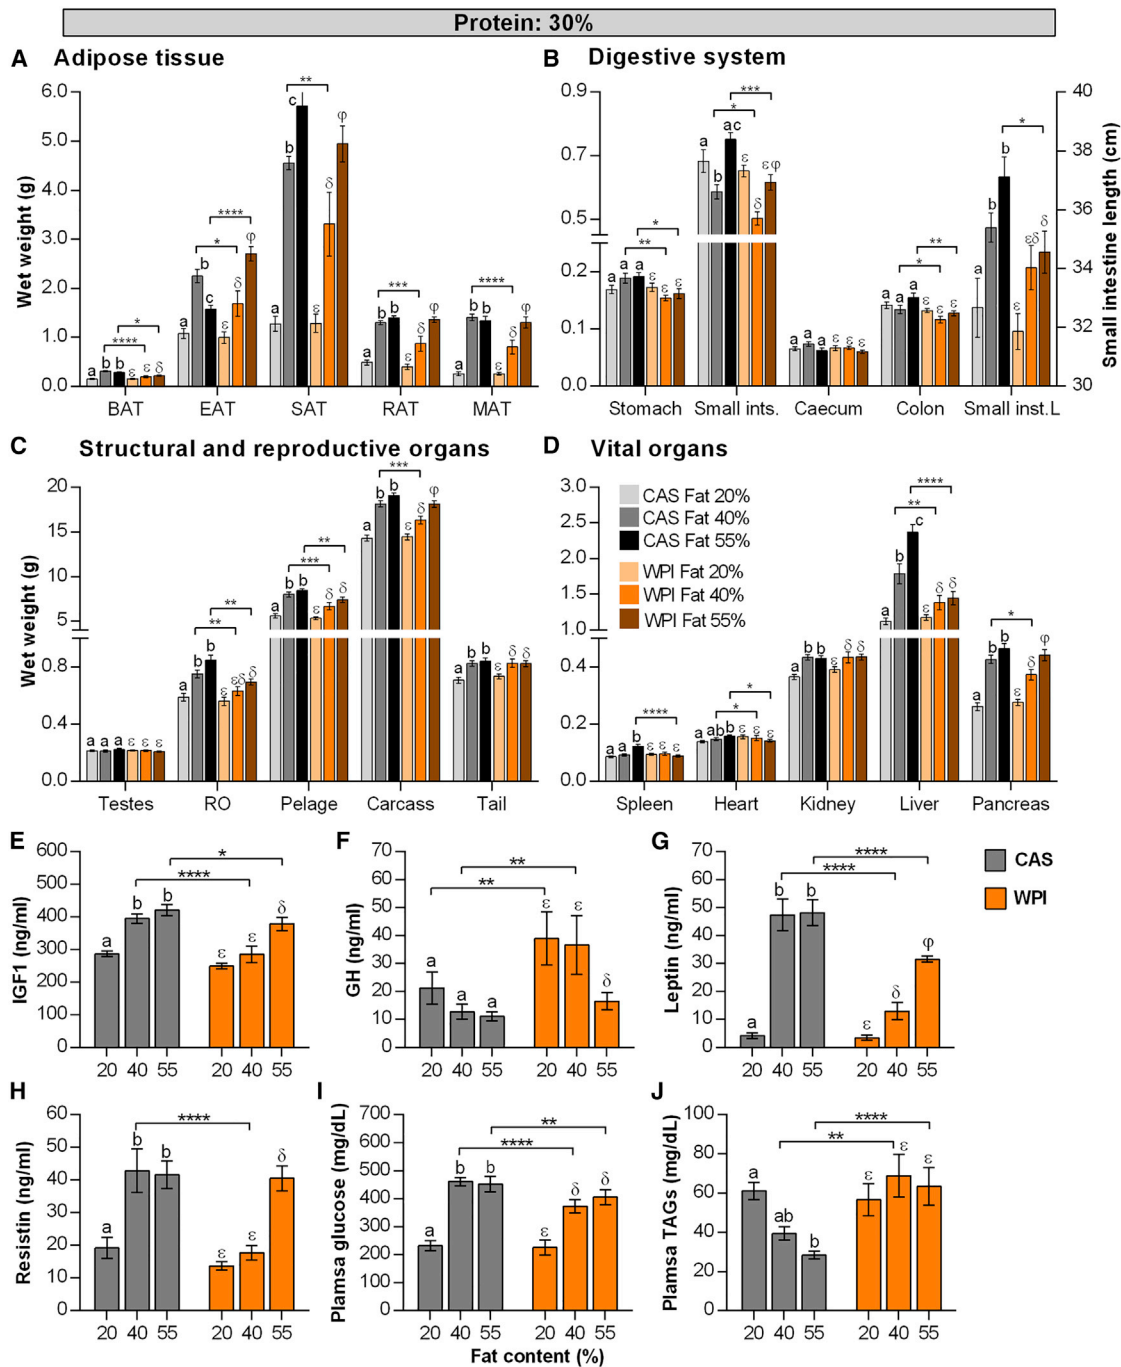 Protein: 30%
A Adipose tissue
B Digestive system
Wet weight (g)
6.0
5.0
4.0
3.0
2.0
1.0
0.0
a b b ε δ δ
* ****
a b c ε δ φ
* ****
a b c ε δ φ
**
a b b ε δ φ
***
a b b ε δ φ
****
BAT EAT SAT RAT MAT
0.9
0.7
0.5
0.2
0.1
0.0
a a a ε ε ε
** *
a b ac ε δ εφ
* ***
a a a ε ε ε
* **
a b b ε εδ δ
*
Stomach Small ints. Caecum Colon Small inst.L
40
38
36
34
32
30
Small intestine length (cm)
C Structural and reproductive organs
D Vital organs
Wet weight (g)
20
15
10
5
0.8
0.4
0.0
a a a ε ε ε
a b b ε εδ δ
** **
a b b ε δ δ
*** **
a b b ε δ φ
***
a b b ε δ δ
Testes RO Pelage Carcass Tail
3.0
2.5
2.0
1.5
1.0
0.4
0.2
0.0
CAS Fat 20%
CAS Fat 40%
CAS Fat 55%
WPI Fat 20%
WPI Fat 40%
WPI Fat 55%
a a b ε ε ε
****
a ab b ε ε ε
* *
a b b ε δ δ
a b c ε δ δ
** ****
a b b ε δ φ
*
Spleen Heart Kidney Liver Pancreas
E
IGF1 (ng/ml)
600
500
400
300
200
100
0
a b b ε ε δ
*
****
20 40 55 20 40 55
F
GH (ng/ml)
70
60
50
40
30
20
10
0
a a a ε ε δ
**
**
20 40 55 20 40 55
G
Leptin (ng/ml)
70
60
50
40
30
20
10
0
a b b ε δ φ
****
****
20 40 55 20 40 55
CAS
WPI
H
Resistin (ng/ml)
60
50
40
30
20
10
0
a b b ε ε δ
****
20 40 55 20 40 55
I
Plamsa glucose (mg/dL)
700
600
500
400
300
200
100
0
a b b ε δ δ
**
****
20 40 55 20 40 55
J
Plamsa TAGs (mg/dL)
100
80
60
40
20
0
a ab b ε ε ε
****
**
20 40 55 20 40 55
Fat content (%)